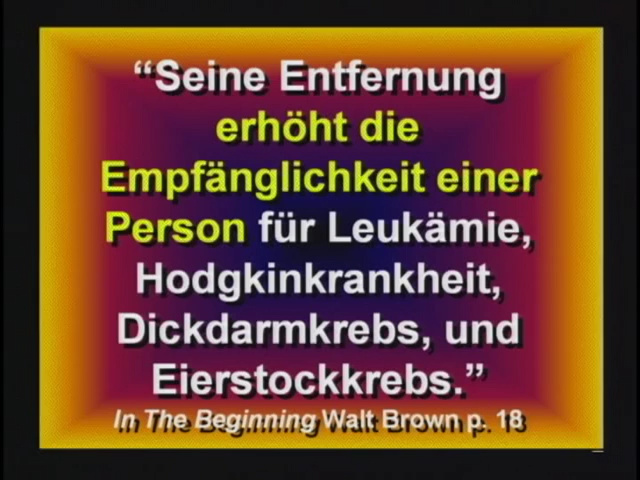 “Seine Entfernung
erhöht die
Empfänglichkeit einer
Person für Leukämie,
Hodgkinkrankheit,
Dickdarmkrebs, und
Eierstockkrebs.”
In The Beginning Walt Brown p. 18